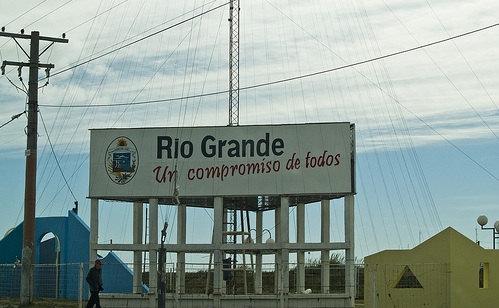 Rio Grande
Un compromiso de todos